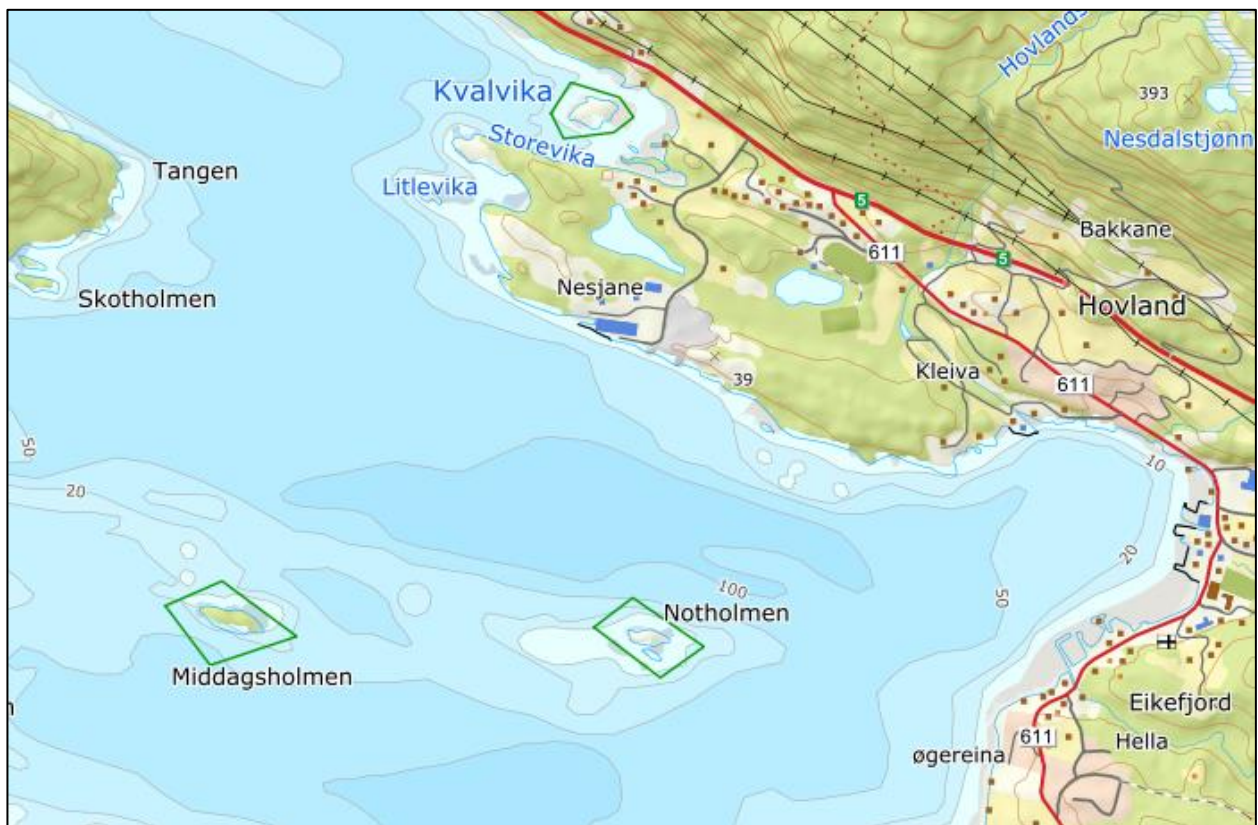 Hovlands
Kvalvika
393
Storevika
Nesdalstjønn
Tangen
Litlevika
5
Bakkane
611
5
Skotholmen
Nesjane
Hovland
Kleiva
39
611
50
10
20
20
100
50
Notholmen
Middagsholmen
n
Eikefjord
611
Hella
øgereina